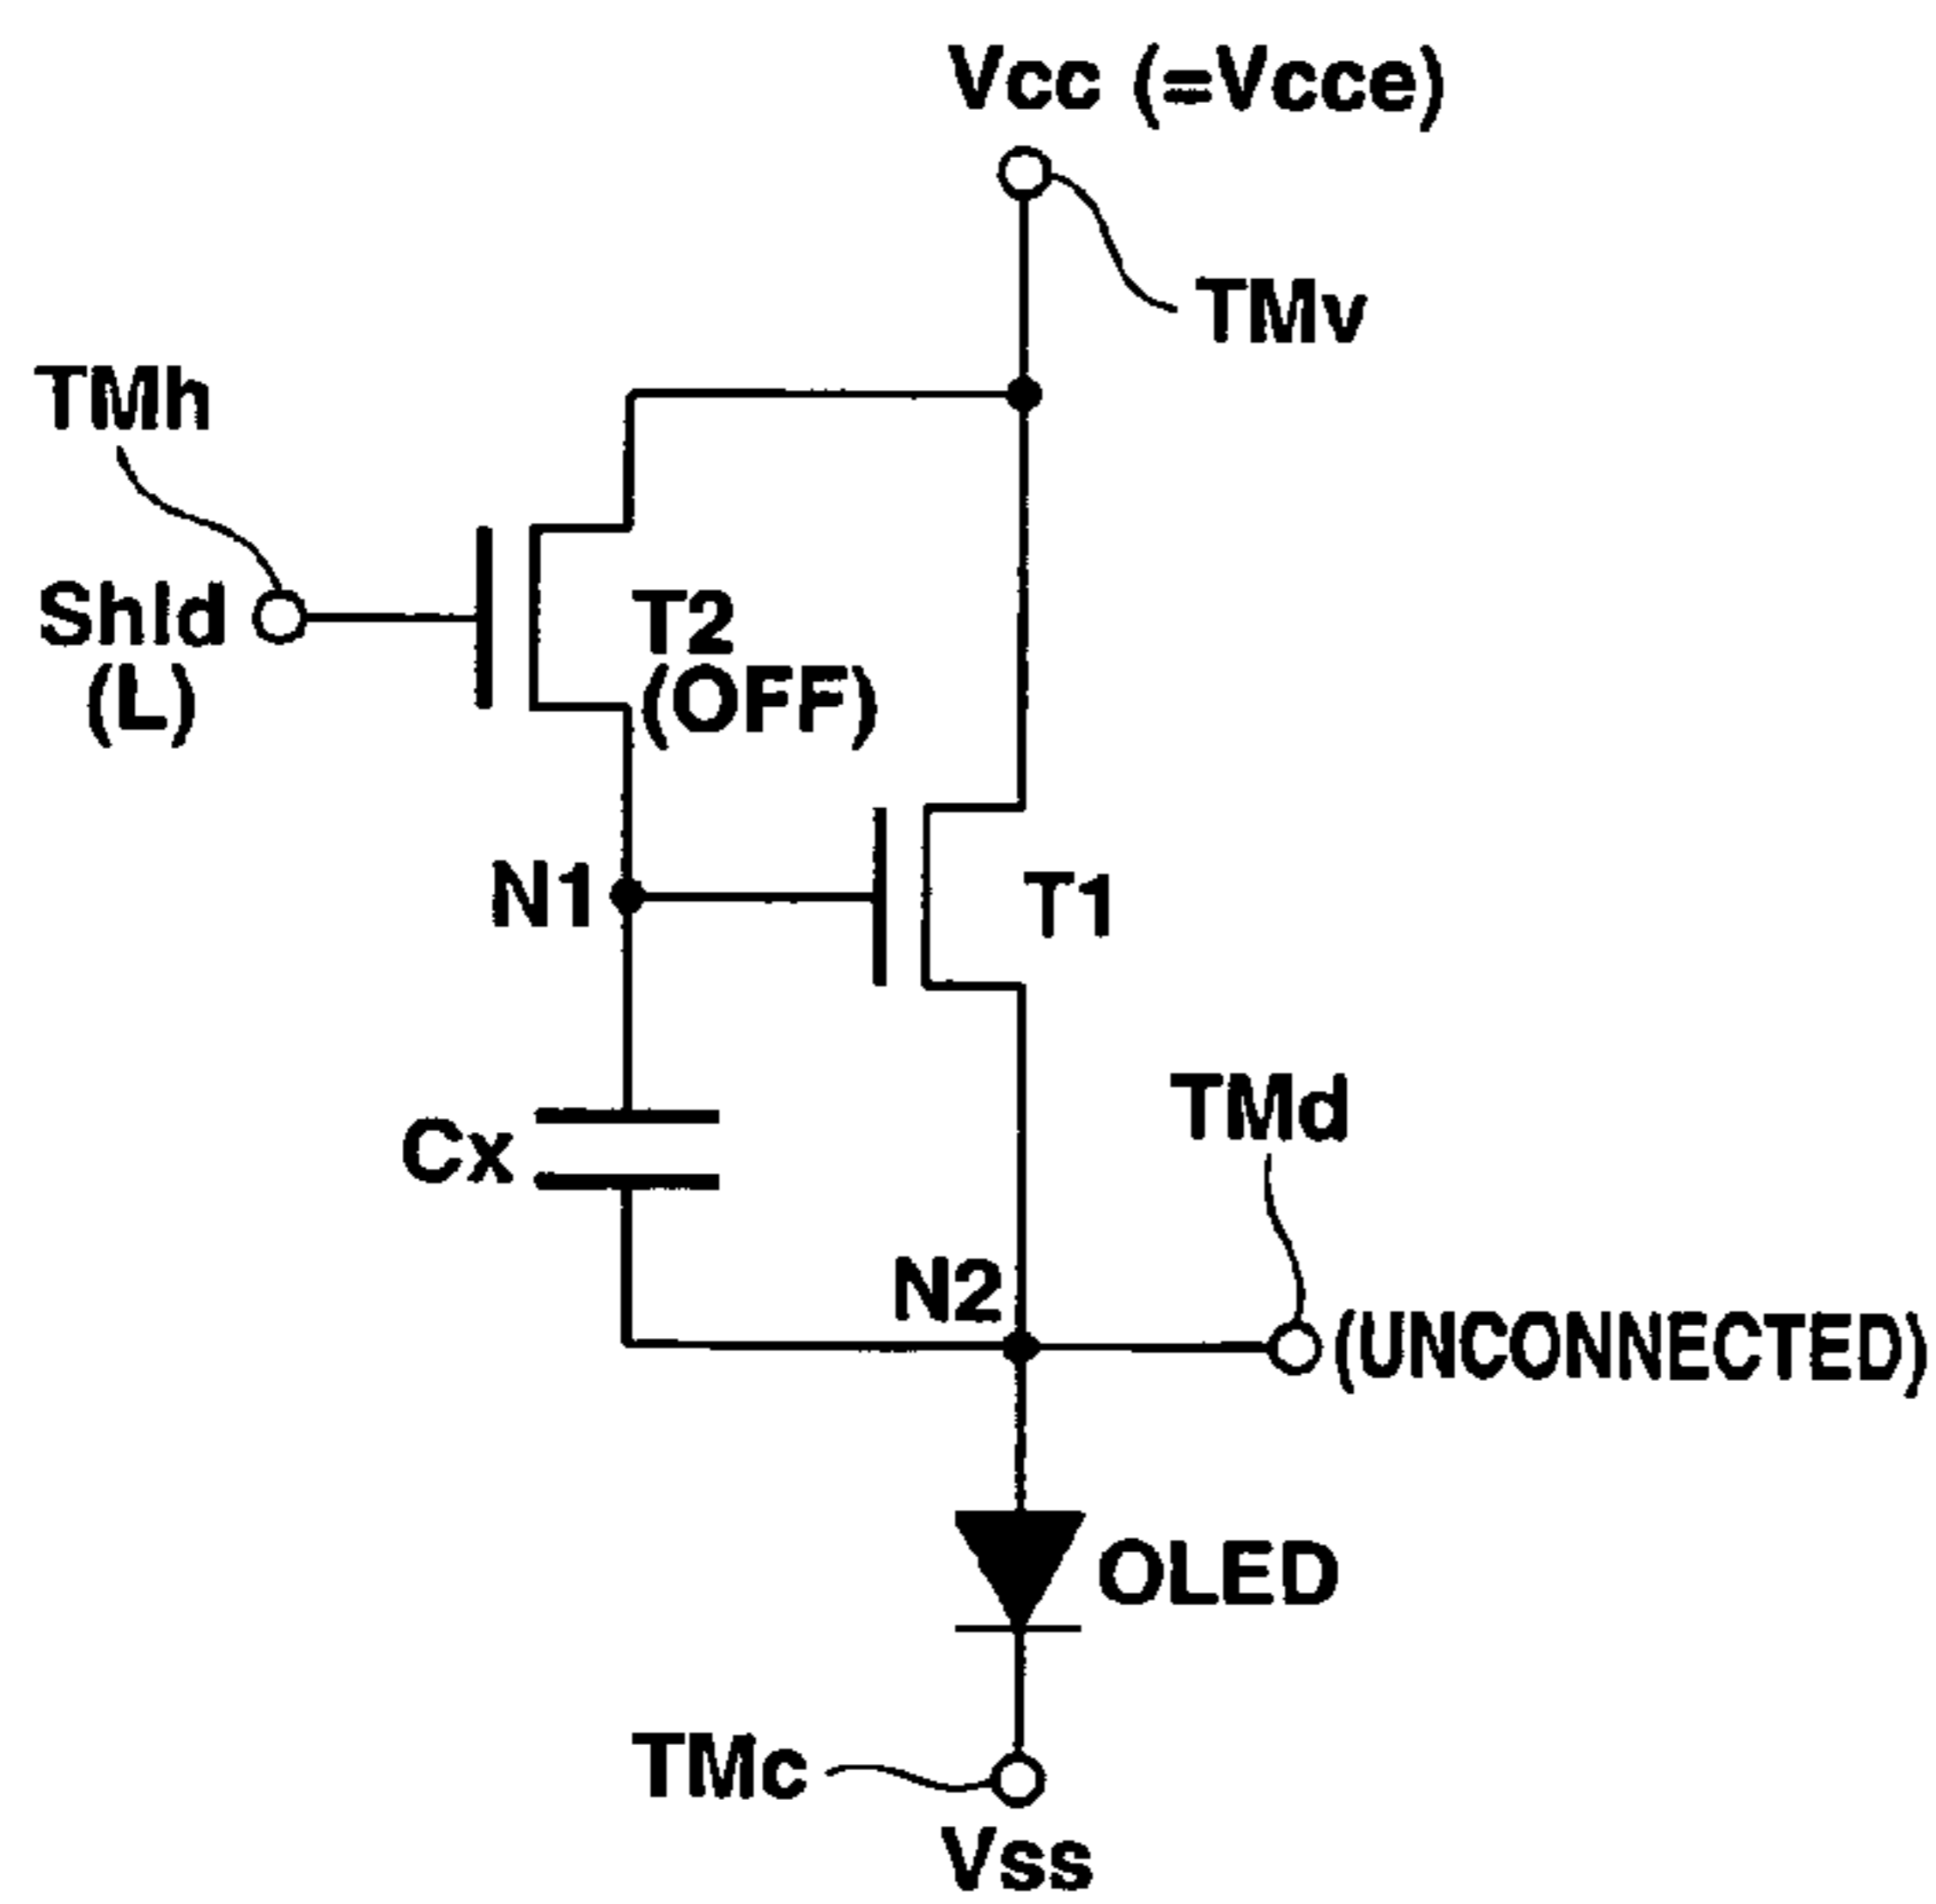 Vcc (=Vcce)
TMv
TMh
Shld
(L)
T2
(OFF)
N1
T1
TMd
Cx
N2
(UNCONNECTED)
OLED
TMc
Vss